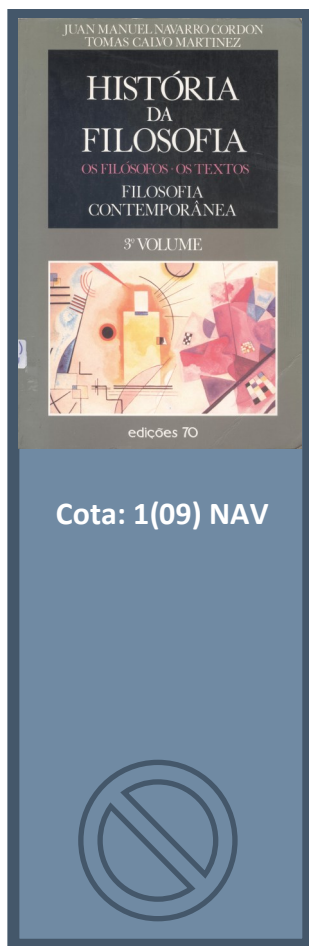 JUAN MANUEL NAVARRO CORDON
TOMAS CALVO MARTINEZ
HISTÓRIA
DA
FILOSOFIA
OS FILÓSOFOS · OS TEXTOS
FILOSOFIA
CONTEMPORÂNEA
3º VOLUME
edições 70
Cota: 1(09) NAV